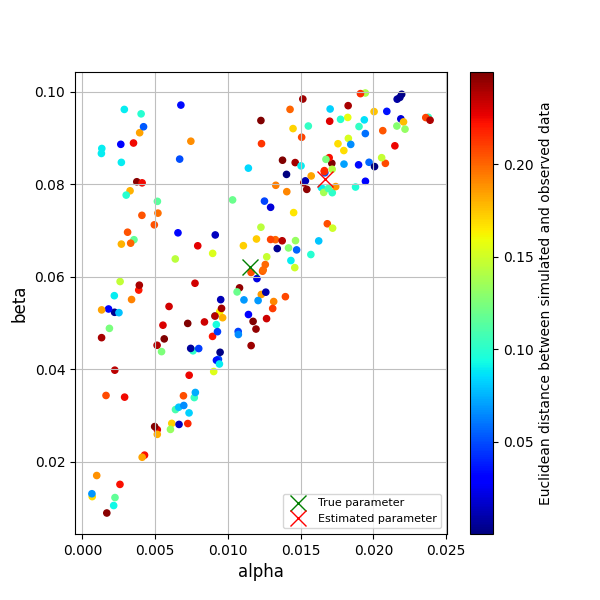 0.10
0.08
0.06
0.04
0.02
beta
0.000 0.005 0.010 0.015 0.020 0.025
alpha
True parameter
Estimated parameter
0.20
0.15
0.10
0.05
Euclidean distance between simulated and observed data